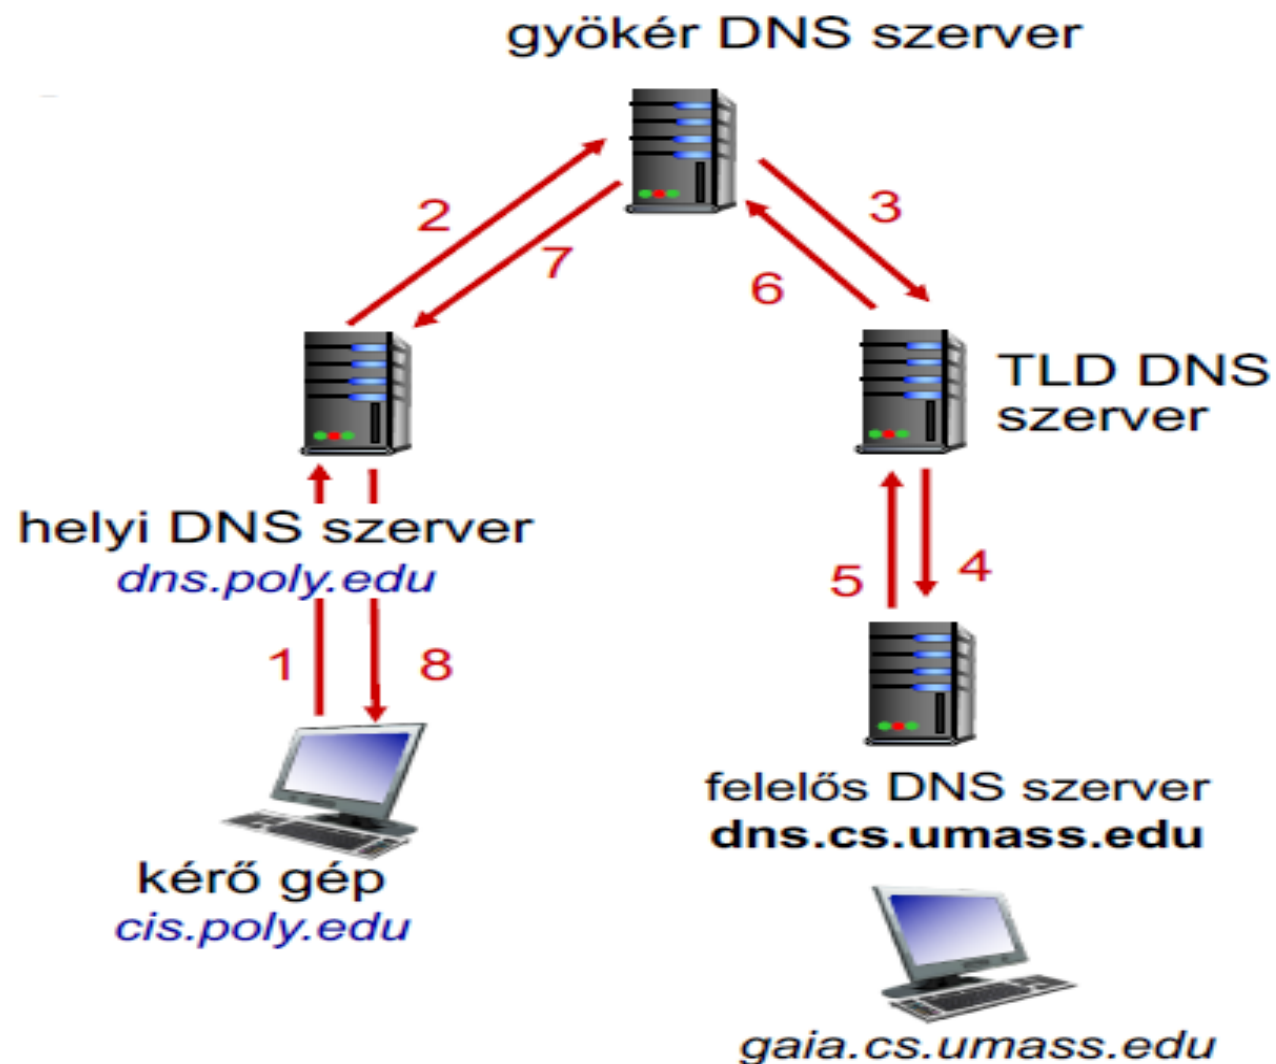 gyökér DNS szerver
2
7
3
6
TLD DNS
szerver
helyi DNS szerver
dns.poly.edu
5
4
1
8
felelős DNS szerver
dns.cs.umass.edu
kérő gép
cis.poly.edu
gaia.cs.umass.edu